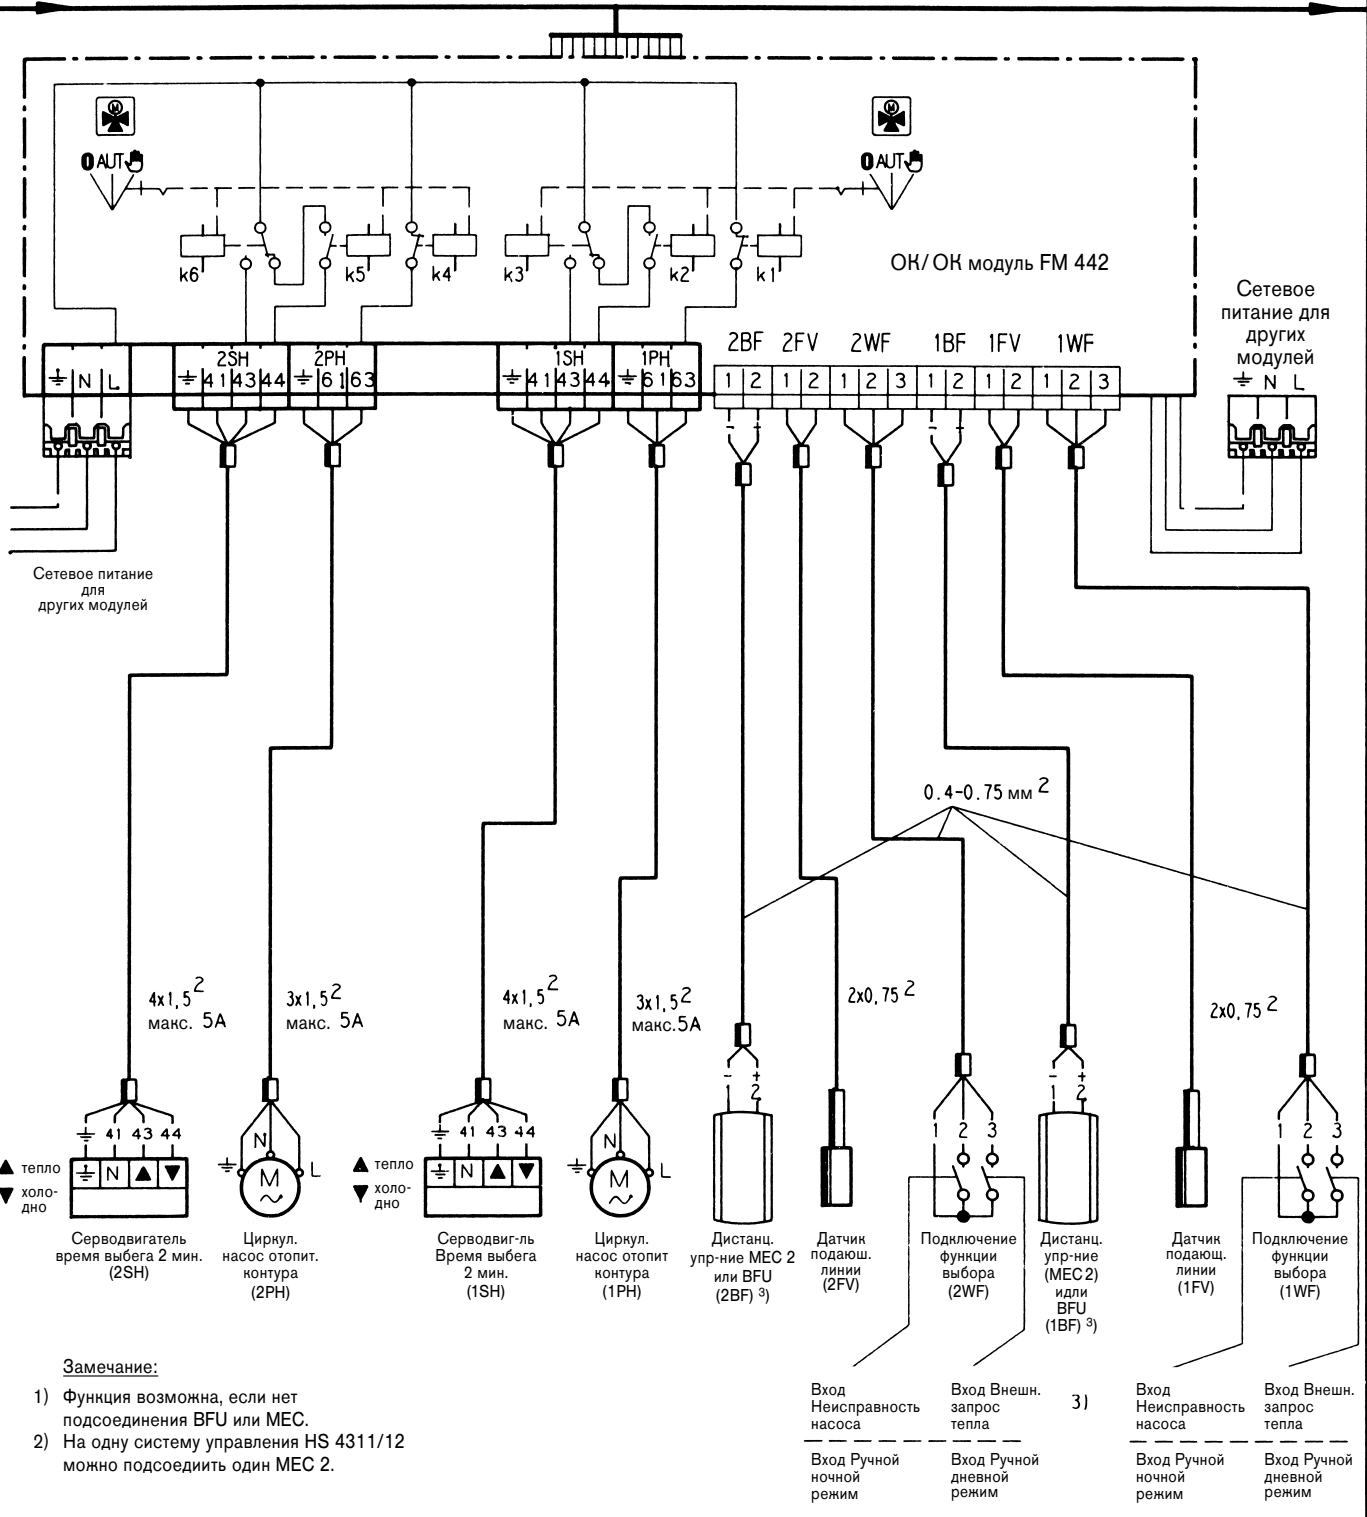 0 AUT
0 AUT
k6
k5
k4
k3
k2
k1
ОК/ОК модуль FM 442
Сетевое
питание для
других
модулей
N L
2SH
2PH
1SH
1PH
2BF 2FV 2WF 1BF 1FV 1WF
N L
41 43 44
61 63
41 43 44
61 63
1 2
1 2
1 2 3
1 2
1 2
1 2 3
- +
- +
Сетевое питание
для
других модулей
0.4-0.75 мм 2
4x1,5 2
макс. 5A
3x1,5 2
макс. 5A
4x1,5 2
макс. 5A
3x1,5 2
макс.5A
2x0,75 2
2x0,75 2
- +
1 2
- +
1 2
41 43 44
N
41 43 44
N
1 2 3
1 2 3
▲ тепло
▼ холо-
дно
N ▲ ▼
M
~
L
▲ тепло
▼ холо-
дно
N ▲ ▼
M
~
L
Серводвигатель
время выбега 2 мин.
(2SH)
Циркул.
насос отопит.
контура
(2PH)
Серводвиг-ль
Время выбега
2 мин.
(1SH)
Циркул.
насос отопит
контура
(1PH)
Дистанц.
упр-ние MEC 2
или BFU
(2BF) 3)
Датчик
подаюш.
линии
(2FV)
Подключение
функции
выбора
(2WF)
Дистанц.
упр-ние
(MEC 2)
идли
BFU
(1BF) 3)
Датчик
подающ.
линии
(1FV)
Подключение
функции
выбора
(1WF)
Замечание:
1) Функция возможна, если нет
подсоединения BFU или MEC.
2) На одну систему управления HS 4311/12
можно подсоедиить один MEC 2.
Вход
Неисправность
насоса
Вход Внешн.
запрос
тепла
3)
Вход
Неисправность
насоса
Вход Внешн.
запрос
тепла
Вход Ручной
ночной
режим
Вход Ручной
дневной
режим
Вход Ручной
ночной
режим
Вход Ручной
дневной
режим